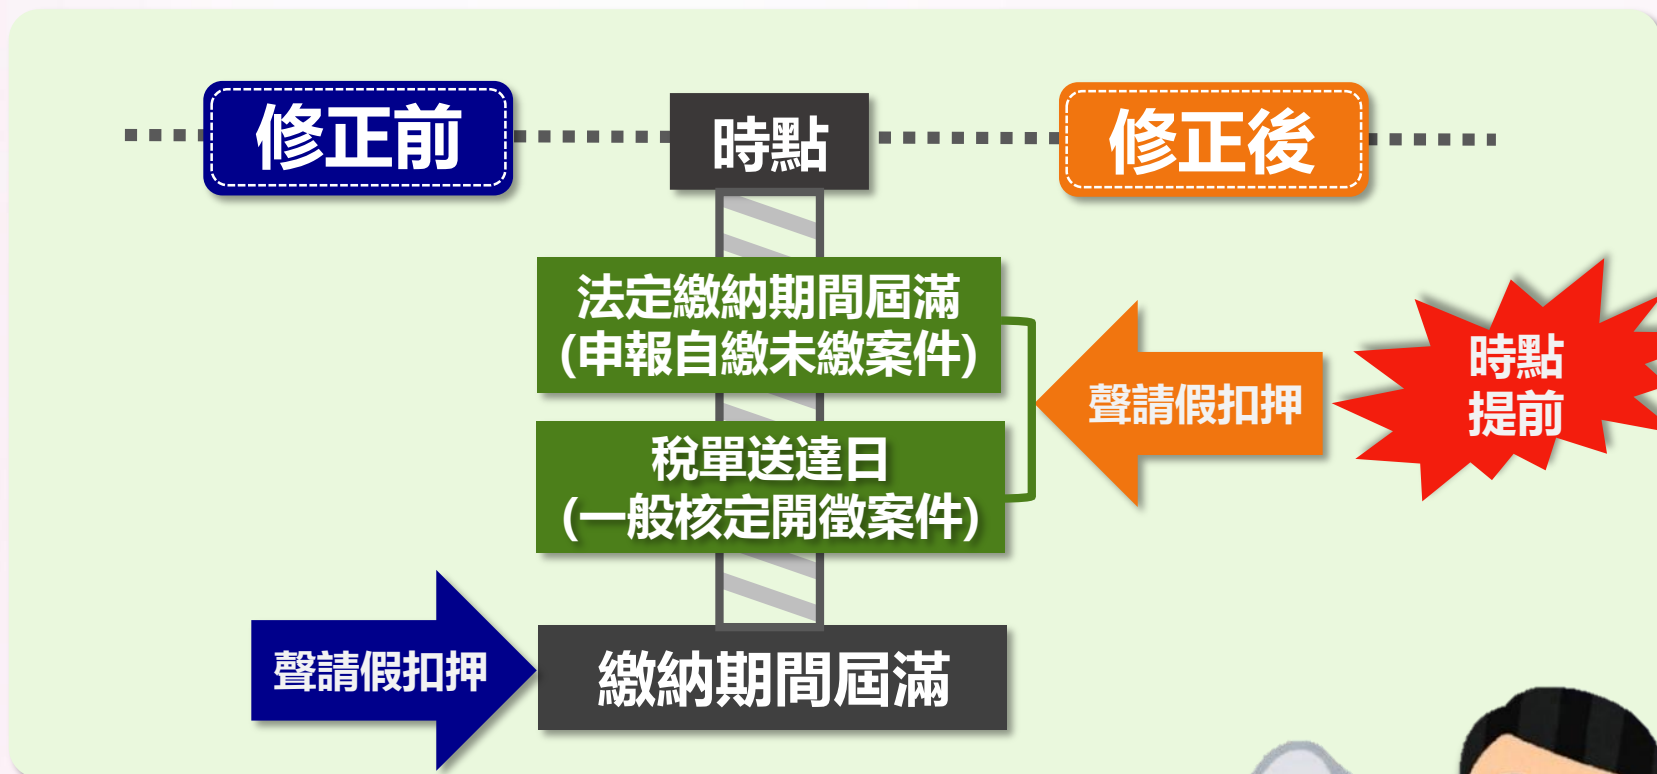 修正前
時點
修正後
法定繳納期間屆滿
(申報自繳未繳案件)
聲請假扣押
時點
提前
稅單送達日
(一般核定開徵案件)
聲請假扣押
繳納期間屆滿